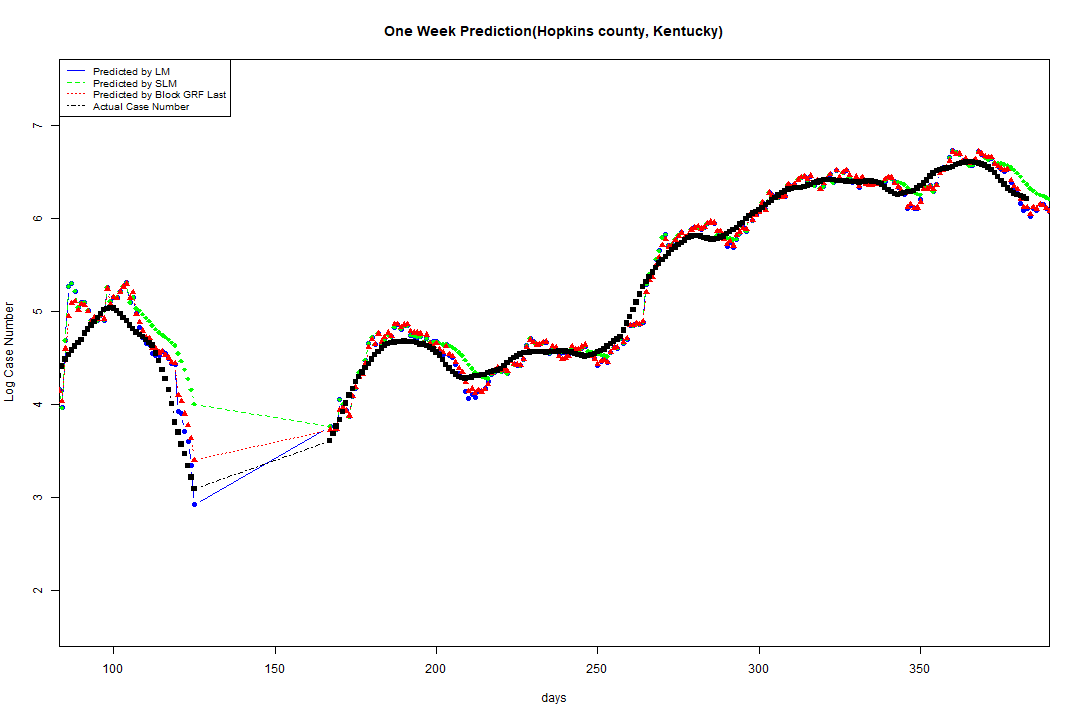 One Week Prediction(Hopkins county, Kentucky)
Predicted by LM
Predicted by SLM
Predicted by Block GRF Last
Actual Case Number
Log Case Number
7
6
5
4
3
2
100 150 200 250 300 350
days